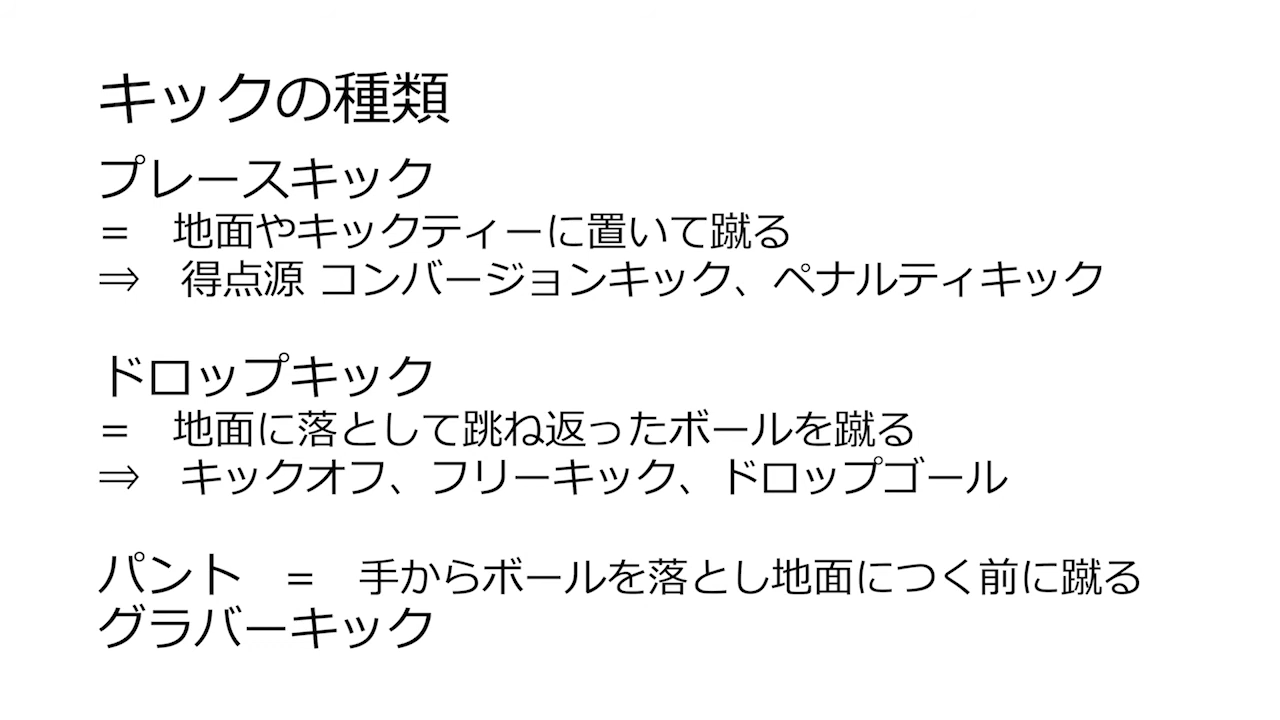 キックの種類
プレースキック
=　地面やキックティーに置いて蹴る
⇒　得点源 コンバージョンキック、ペナルティキック
ドロップキック
=　地面に落として跳ね返ったボールを蹴る
⇒　キックオフ、フリーキック、ドロップゴール
パント　=　手からボールを落とし地面につく前に蹴る
グラバーキック